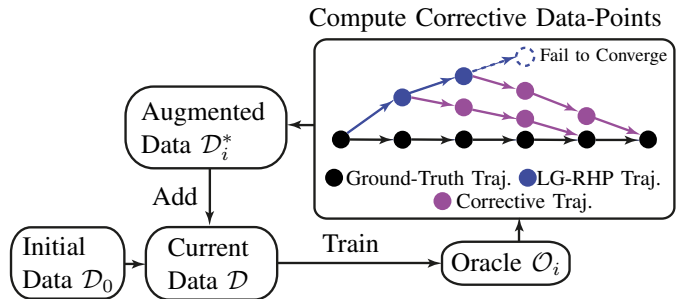 Compute Corrective Data-Points
Fail to Converge
Augmented
Data 𝒟ᵢ*
Ground-Truth Traj.
LG-RHP Traj.
Corrective Traj.
Add
Initial
Data 𝒟₀
Current
Data 𝒟
Train
Oracle 𝒪ᵢ